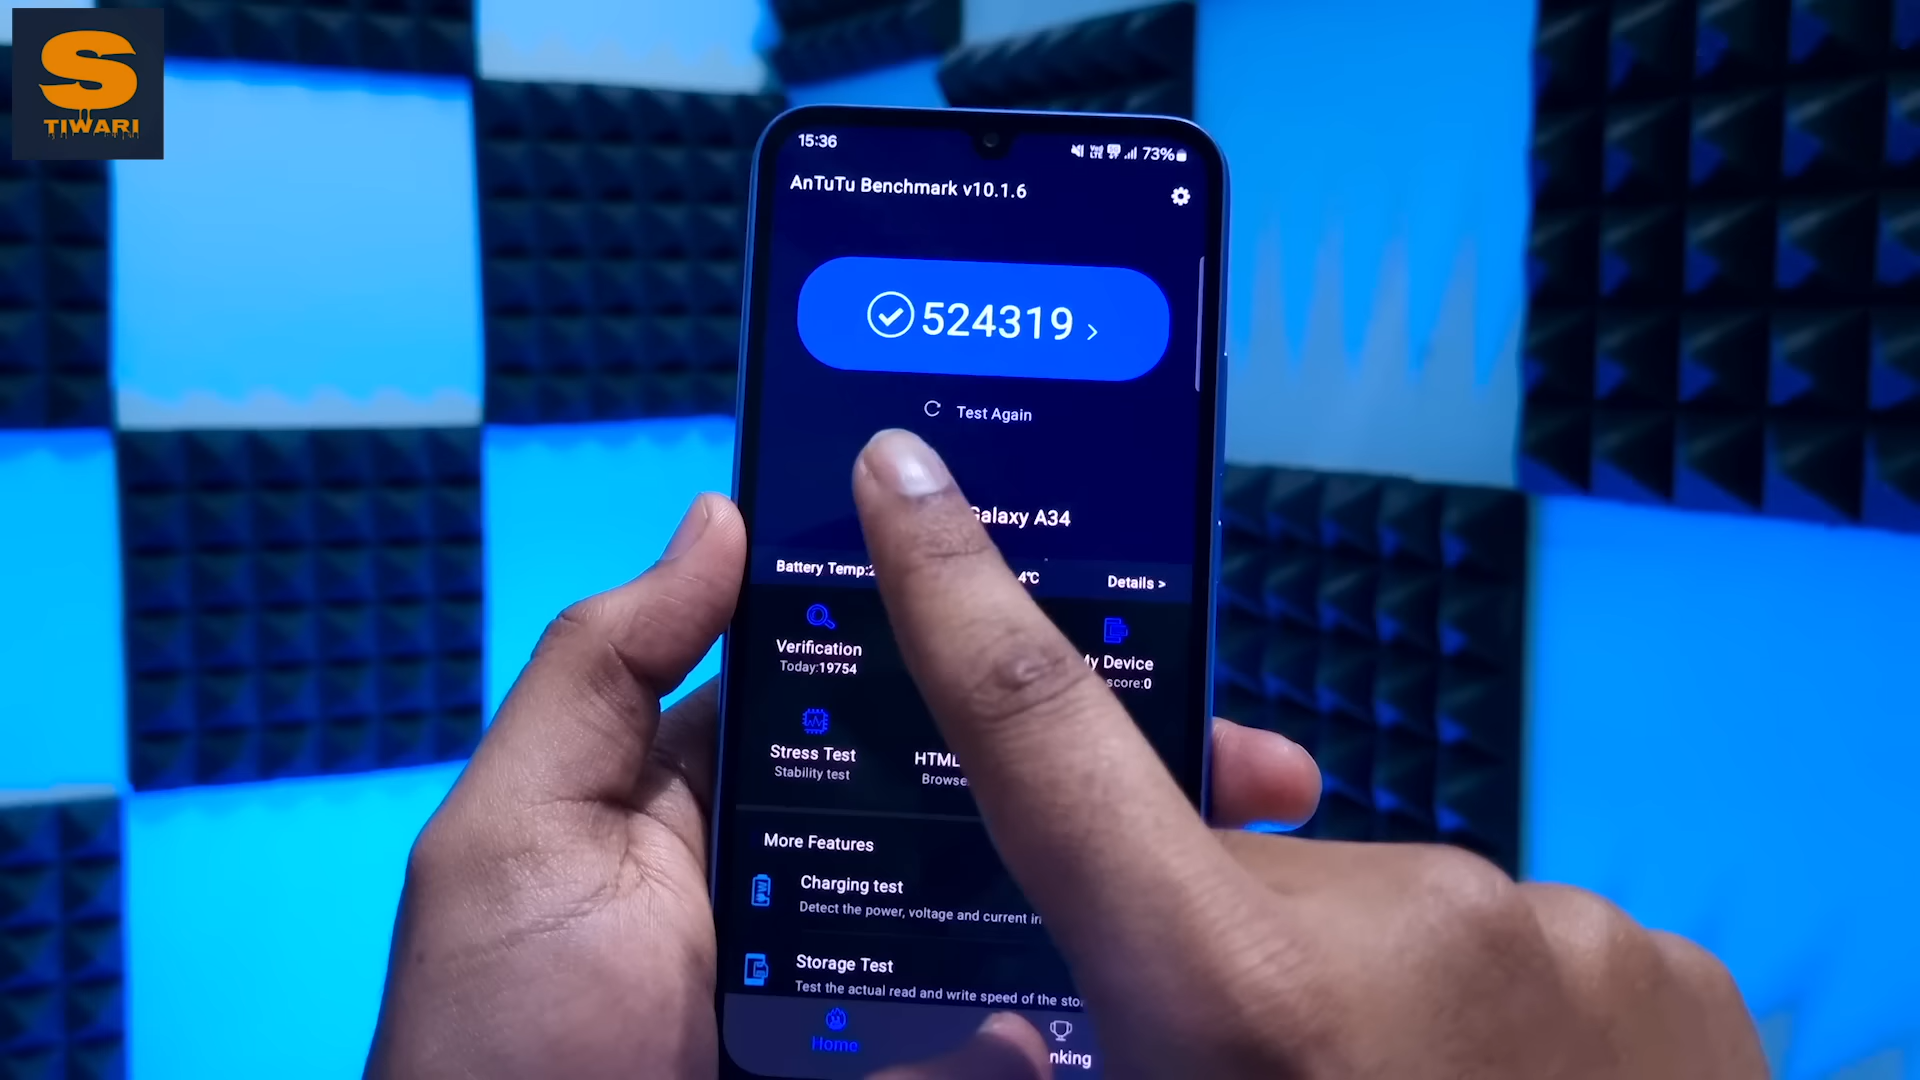 S
TIWARI
15:36
73%
AnTuTu Benchmark v10.1.6
524319 >
Test Again
Galaxy A34
Battery Temp:2
4℃
Details >
Verification
Today:19754
My Device
score:0
Stress Test
Stability test
HTML
Browse
More Features
Charging test
Detect the power, voltage and current in
Storage Test
Test the actual read and write speed of the sto
Home
nking